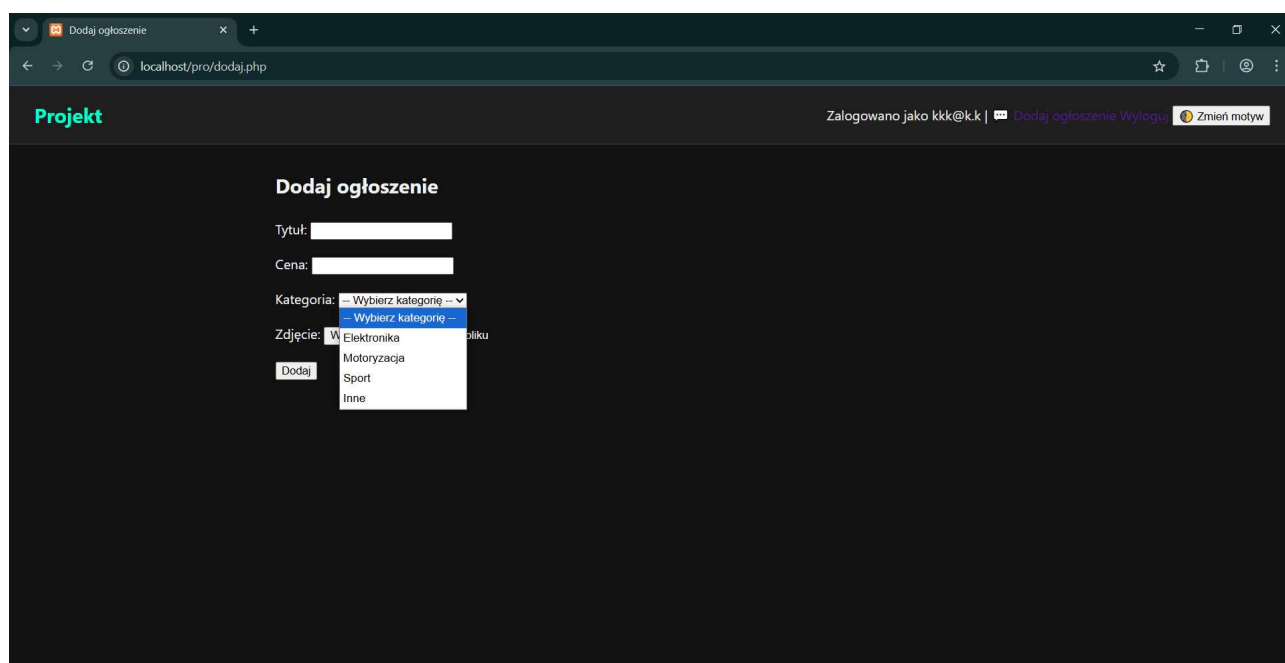 Dodaj ogłoszenie
localhost/pro/dodaj.php
Projekt
Zalogowano jako kkk@k.k | Dodaj ogłoszenie Wyloguj Zmień motyw
Dodaj ogłoszenie
Tytuł:
Cena:
Kategoria: -- Wybierz kategorię --
-- Wybierz kategorię --
Zdjęcie: W pliku
Elektronika
Motoryzacja
Dodaj
Sport
Inne